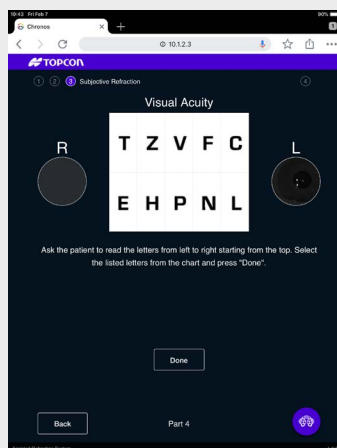 10:43 Fri Feb 7
90%
Chronos
1
10.1.2.3
TOPCON
1 2 3 Subjective Refraction 4
Visual Acuity
R
L
T Z V F C
E H P N L
Ask the patient to read the letters from left to right starting from the top. Select
the listed letters from the chart and press "Done".
Done
Back
Part 4